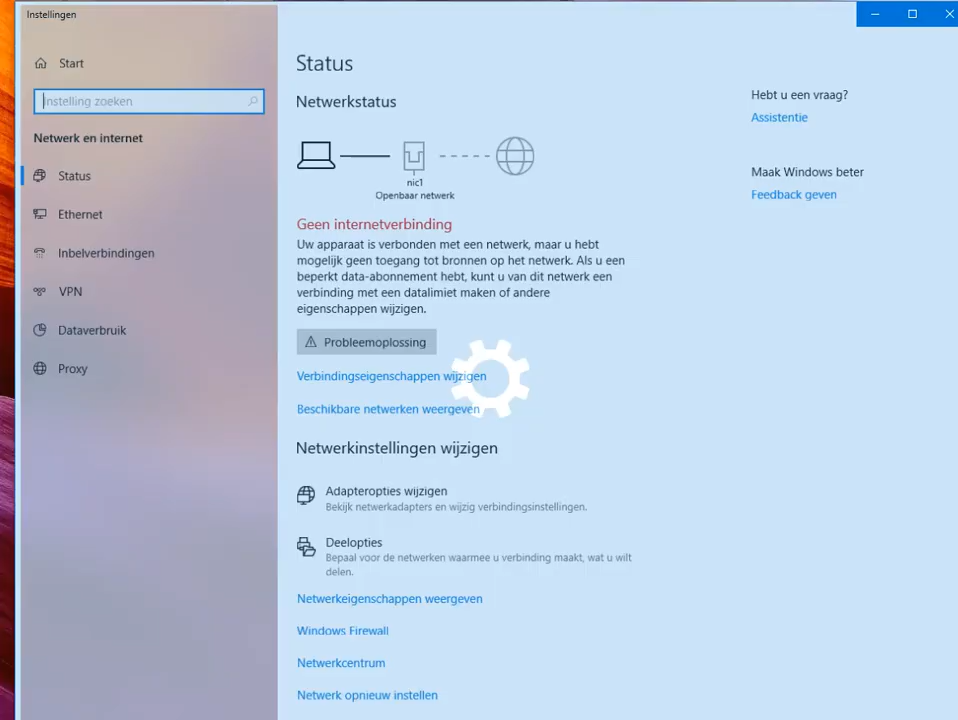 Instellingen
Start
Instelling zoeken
Netwerk en internet
Status
Ethernet
Inbelverbindingen
VPN
Dataverbruik
Proxy
Status
Netwerkstatus
nic1
Openbaar netwerk
Geen internetverbinding
Uw apparaat is verbonden met een netwerk, maar u hebt
mogelijk geen toegang tot bronnen op het netwerk. Als u een
beperkt data-abonnement hebt, kunt u van dit netwerk een
verbinding met een datalimiet maken of andere
eigenschappen wijzigen.
Probleemoplossing
Verbindingseigenschappen wijzigen
Beschikbare netwerken weergeven
Netwerkinstellingen wijzigen
Adapteropties wijzigen
Bekijk netwerkadapters en wijzig verbindingsinstellingen.
Deelopties
Bepaal voor de netwerken waarmee u verbinding maakt, wat u wilt
delen.
Netwerkeigenschappen weergeven
Windows Firewall
Netwerkcentrum
Netwerk opnieuw instellen
Hebt u een vraag?
Assistentie
Maak Windows beter
Feedback geven